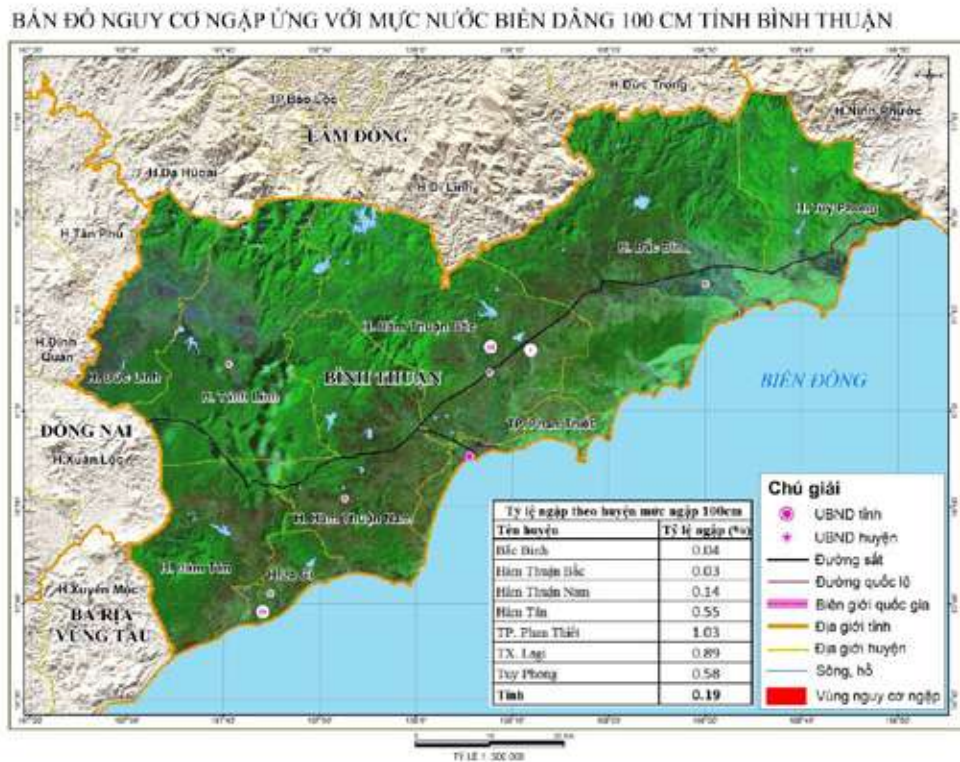 BẢN ĐỒ NGUY CƠ NGẬP ỨNG VỚI MỰC NƯỚC BIỂN DÂNG 100 CM TỈNH BÌNH THUẬN
TP.Bảo Lộc
H.Đức Trọng
H.Ninh Phước
LÂM ĐỒNG
H.Đạ Huoai
H.Di Linh
H.Tân Phú
H. Tuy Phong
H. Bắc Bình
H. Hàm Thuận Bắc
H.Định Quán
H. Đức Linh
BÌNH THUẬN
BIỂN ĐÔNG
H. Tánh Linh
TP. Phan Thiết
ĐỒNG NAI
H.Xuân Lộc
H. Hàm Thuận Nam
H. Hàm Tân
H.Xuyên Mộc
BÀ RỊA
VŨNG TÀU
Tỷ lệ ngập theo huyện mức ngập 100cm
Tên huyện Tỷ lệ ngập (%)
Bắc Bình 0.04
Hàm Thuận Bắc 0.03
Hàm Thuận Nam 0.14
Hàm Tân 0.55
TP. Phan Thiết 1.03
TX. Lagi 0.89
Tuy Phong 0.58
Tỉnh 0.19
Chú giải
UBND tỉnh
UBND huyện
Đường sắt
Đường quốc lộ
Biên giới quốc gia
Địa giới tỉnh
Địa giới huyện
Sông, hồ
Vùng nguy cơ ngập